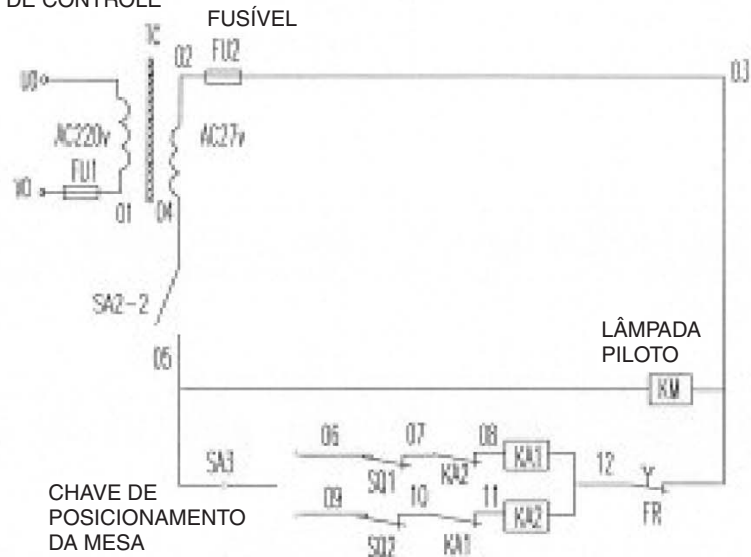 DE CONTROLE
FUSÍVEL
TC
02
FU2
03
U0
AC220v
AC27v
FU1
V0
01
04
SA2-2
05
LÂMPADA
PILOTO
KM
06
07
08
KA1
12
SA3
SQ1
KA2
FR
CHAVE DE
POSICIONAMENTO
DA MESA
09
10
11
KA2
SQ2
KA1